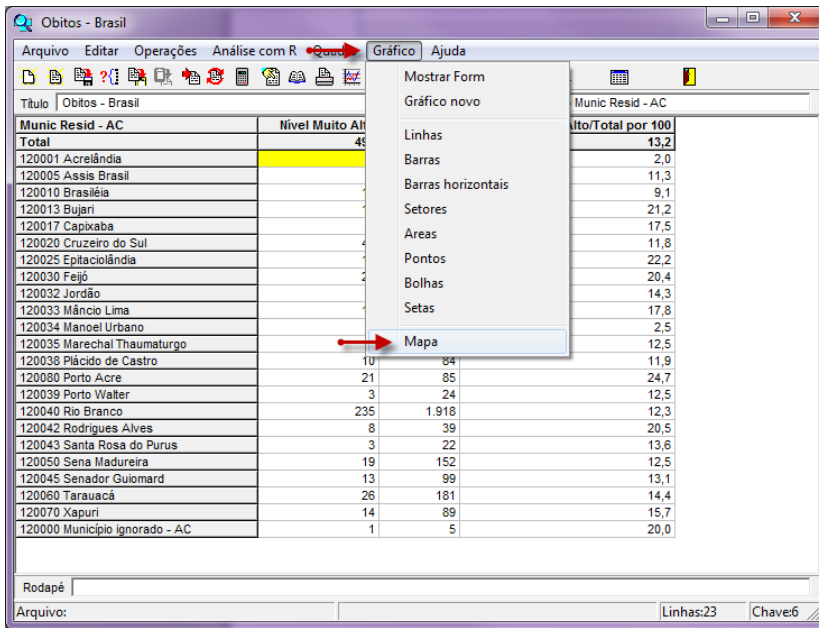 Obitos - Brasil
Arquivo Editar Operações Análise com R Gráfico Ajuda
Título Obitos - Brasil Munic Resid - AC
Munic Resid - AC Nível Muito Alt lto/Total por 100
Total 49 13,2
120001 Acrelândia 2,0
120005 Assis Brasil 11,3
120010 Brasiléia 9,1
120013 Bujari 21,2
120017 Capixaba 17,5
120020 Cruzeiro do Sul 4 11,8
120025 Epitaciolândia 22,2
120030 Feijó 2 20,4
120032 Jordão 14,3
120033 Mâncio Lima 17,8
120034 Manoel Urbano 2,5
120035 Marechal Thaumaturgo 12,5
120038 Plácido de Castro 10 84 11,9
120080 Porto Acre 21 85 24,7
120039 Porto Walter 3 24 12,5
120040 Rio Branco 235 1.918 12,3
120042 Rodrigues Alves 8 39 20,5
120043 Santa Rosa do Purus 3 22 13,6
120050 Sena Madureira 19 152 12,5
120045 Senador Guiomard 13 99 13,1
120060 Tarauacá 26 181 14,4
120070 Xapuri 14 89 15,7
120000 Município ignorado - AC 1 5 20,0
Mostrar Form
Gráfico novo
Linhas
Barras
Barras horizontais
Setores
Areas
Pontos
Bolhas
Setas
Mapa
Rodapé
Arquivo: Linhas:23 Chave:6